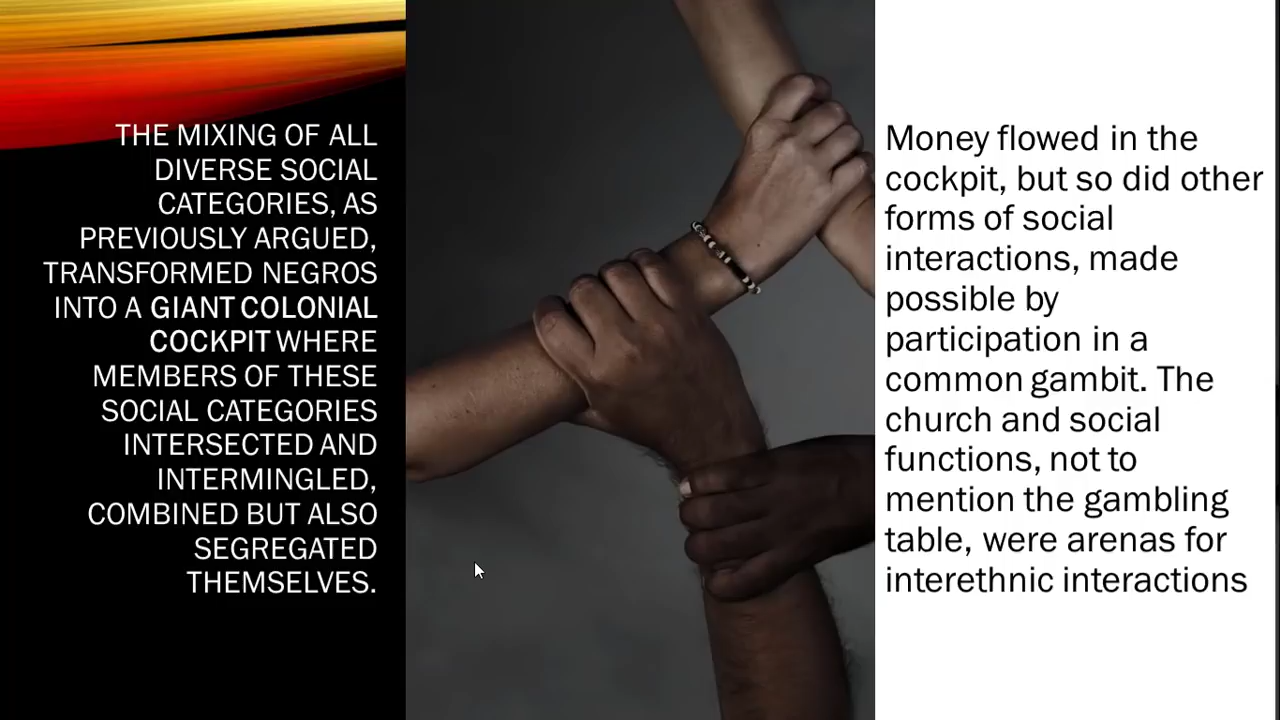 THE MIXING OF ALL
DIVERSE SOCIAL
CATEGORIES, AS
PREVIOUSLY ARGUED,
TRANSFORMED NEGROS
INTO A GIANT COLONIAL
COCKPIT WHERE
MEMBERS OF THESE
SOCIAL CATEGORIES
INTERSECTED AND
INTERMINGLED,
COMBINED BUT ALSO
SEGREGATED
THEMSELVES.
Money flowed in the
cockpit, but so did other
forms of social
interactions, made
possible by
participation in a
common gambit. The
church and social
functions, not to
mention the gambling
table, were arenas for
interethnic interactions